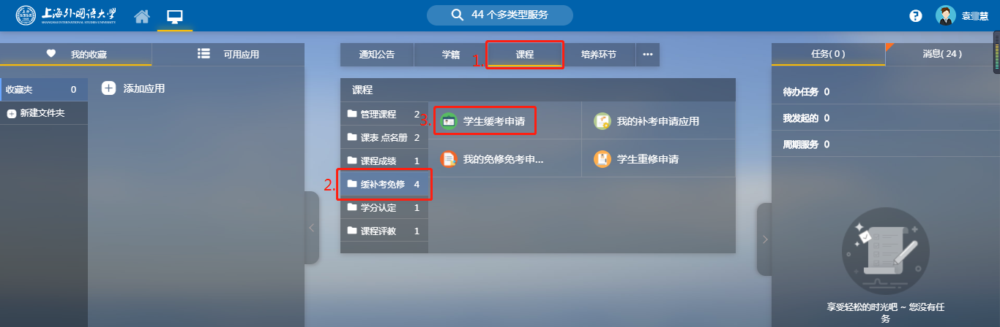 上海外国语大学
SHANGHAI INTERNATIONAL STUDIES UNIVERSITY
44 个多类型服务
?
袁 慧
我的收藏
可用应用
收藏夹 0
新建文件夹
添加应用
通知公告
学籍
1.
课程
培养环节
课程
管理课程 2
课表 点名册 2
课程成绩 1
2.
缓补考免修 4
学分认定 1
课程评教 1
3.
学生缓考申请
我的补考申请应用
我的免修免考申...
学生重修申请
任务( 0 )
消息( 24 )
待办任务 0
我发起的 0
周期服务 0
享受轻松的时光吧 ~ 您没有任
务